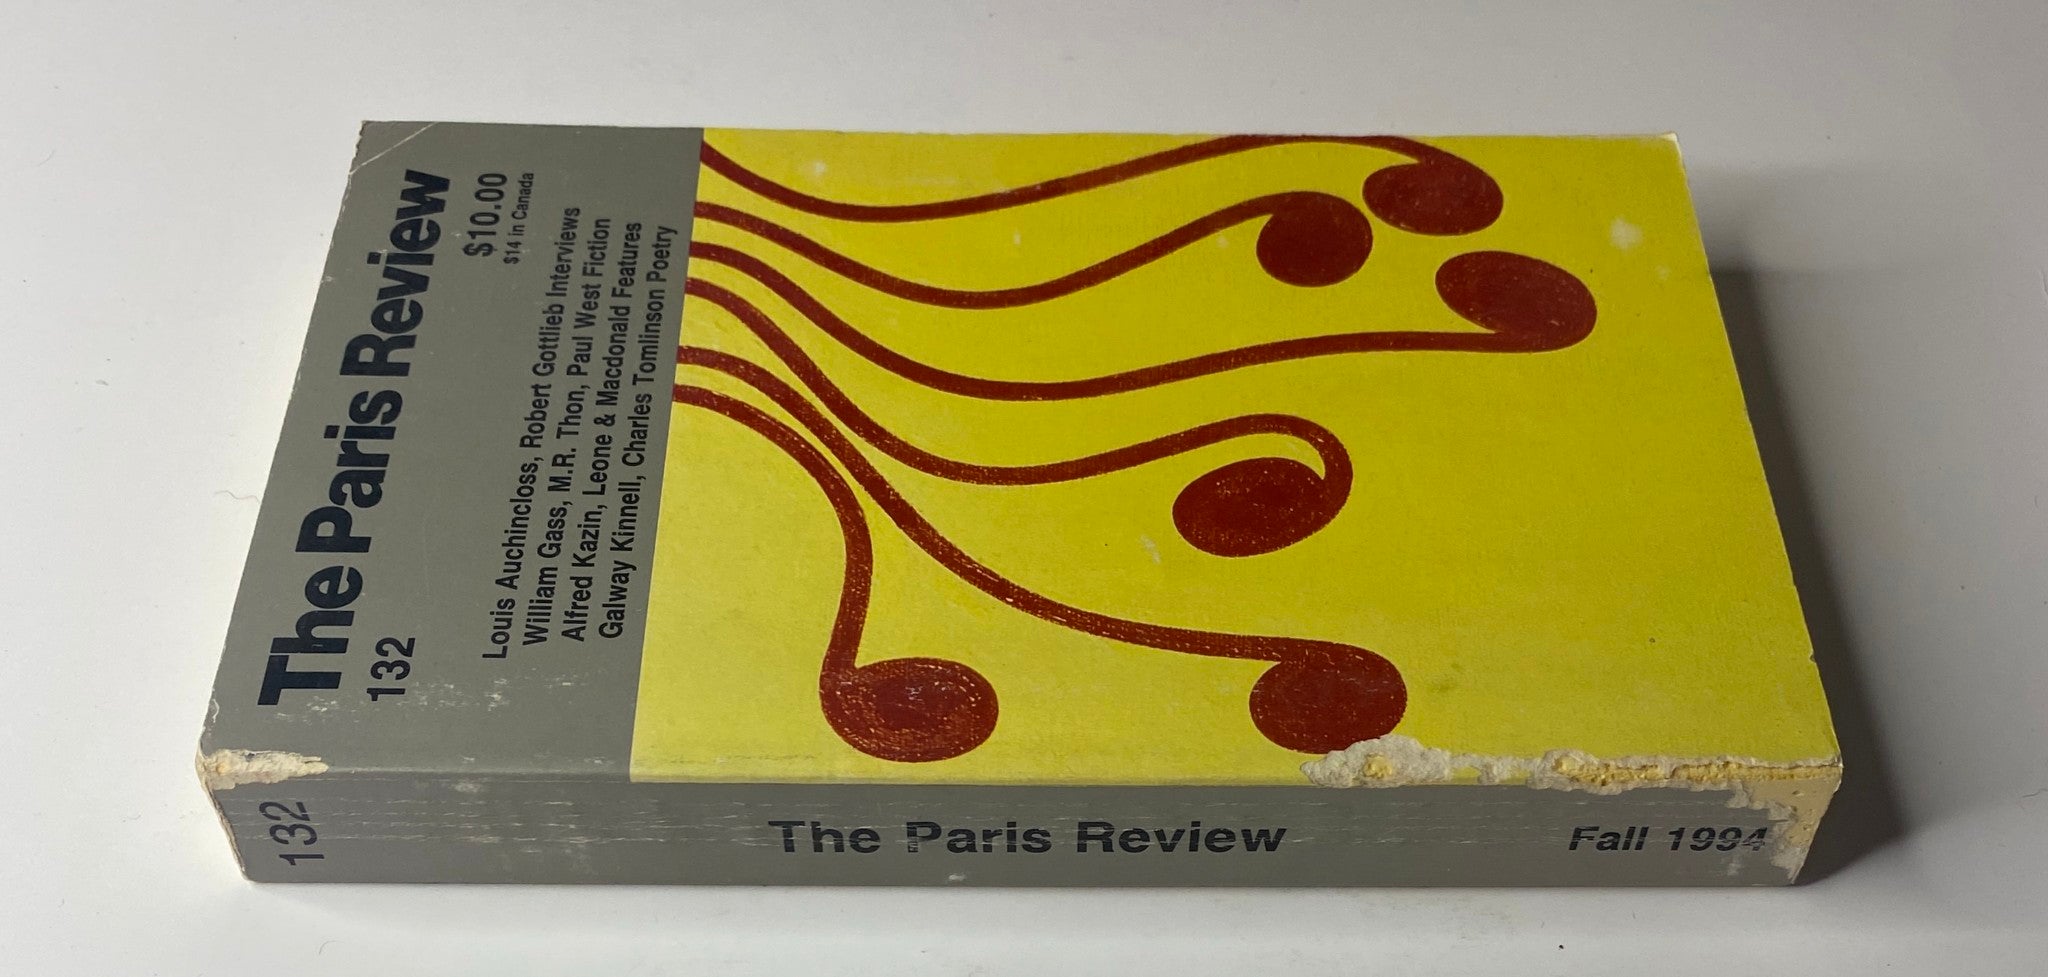 The Paris Review
132
$10.00
$14 in Canada
Louis Auchincloss, Robert Gottlieb Interviews
William Gass, M.R. Thon, Paul West Fiction
Alfred Kazin, Leone & Macdonald Features
Galway Kinnell, Charles Tomlinson Poetry
132
The Paris Review
Fall 1994